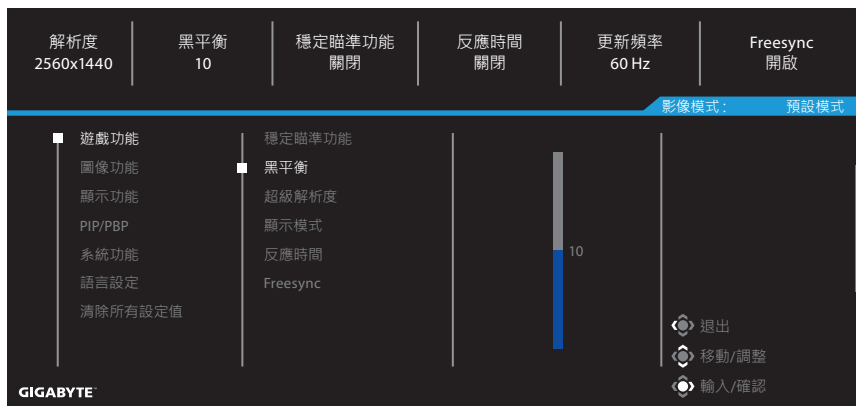 解析度
2560x1440
黑平衡
10
穩定瞄準功能
關閉
反應時間
關閉
更新頻率
60 Hz
Freesync
開啟
影像模式： 預設模式
遊戲功能
圖像功能
顯示功能
PIP/PBP
系統功能
語言設定
清除所有設定值
穩定瞄準功能
黑平衡
超級解析度
顯示模式
反應時間
Freesync
10
退出
移動/調整
輸入/確認
GIGABYTE™